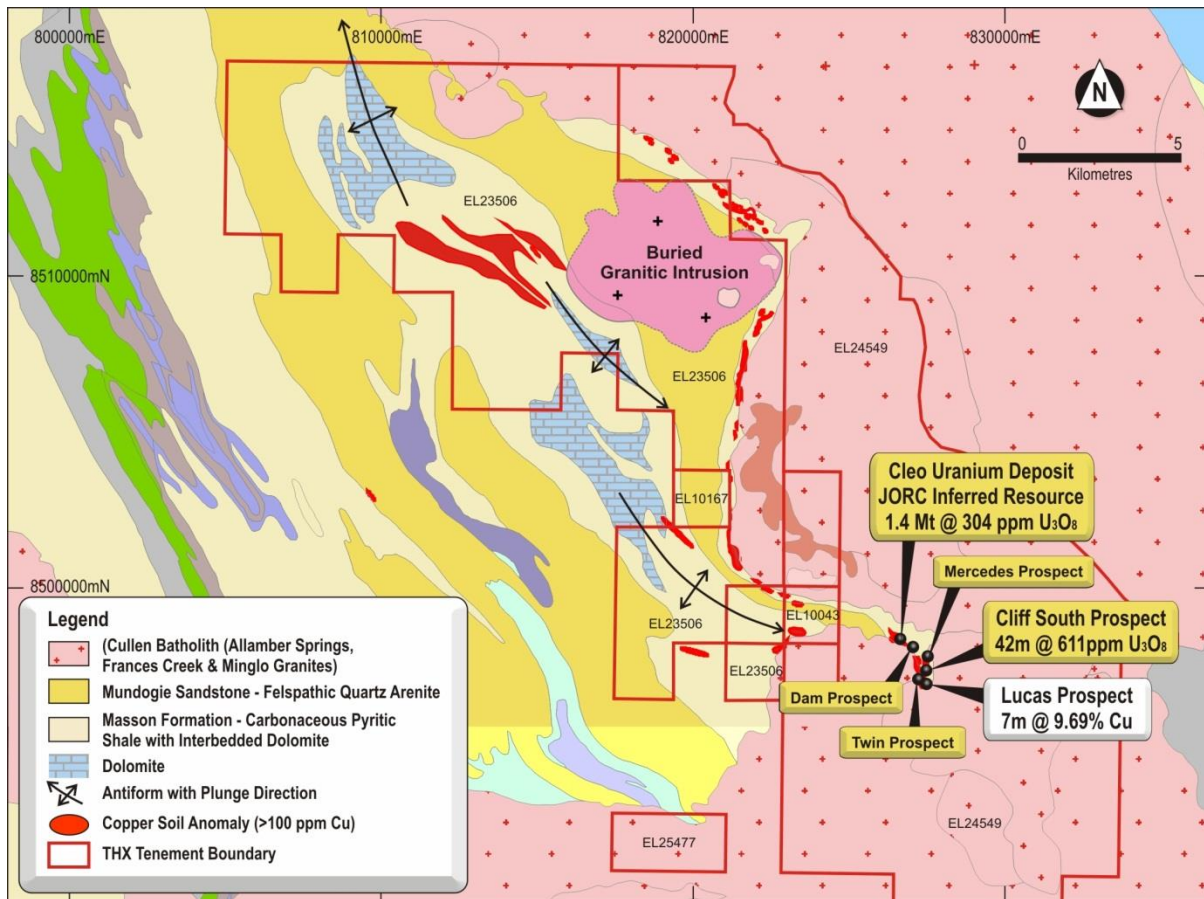 800000mE
810000mE
820000mE
830000mE
N
0
5
Kilometres
EL23506
Buried
Granitic Intrusion
8510000mN
EL24549
EL23506
Cleo Uranium Deposit
JORC Inferred Resource
1.4 Mt @ 304 ppm U₃O₈
EL10167
Mercedes Prospect
8500000mN
Cliff South Prospect
42m @ 611ppm U₃O₈
EL10043
EL23506
EL23506
Dam Prospect
Lucas Prospect
7m @ 9.69% Cu
Twin Prospect
EL24549
EL25477
Legend
(Cullen Batholith (Allamber Springs,
Frances Creek & Minglo Granites)
Mundogie Sandstone - Felspathic Quartz Arenite
Masson Formation - Carbonaceous Pyritic
Shale with Interbedded Dolomite
Dolomite
Antiform with Plunge Direction
Copper Soil Anomaly (>100 ppm Cu)
THX Tenement Boundary